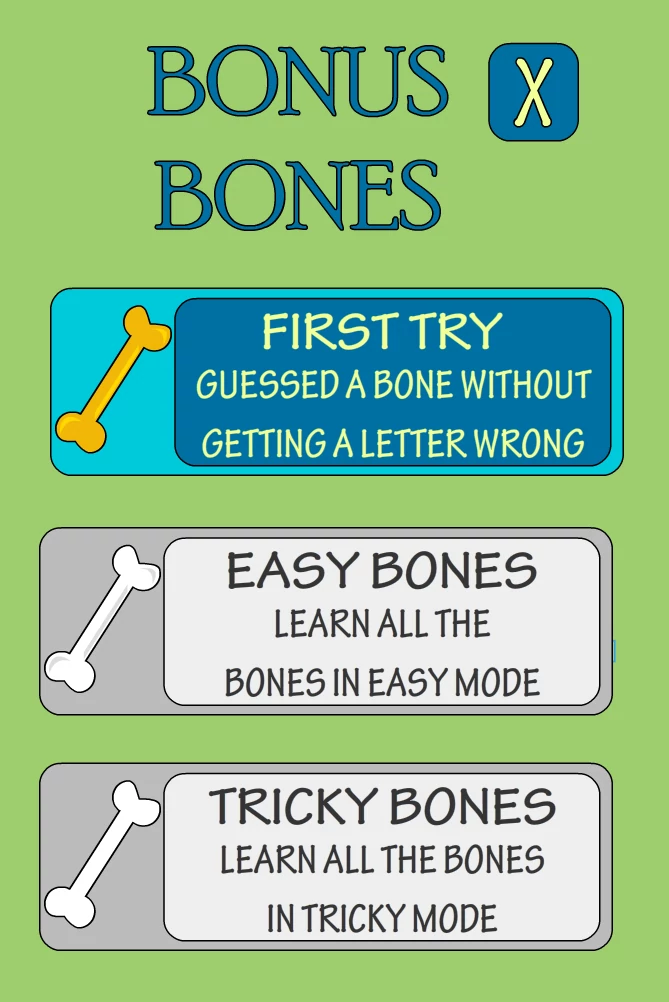 BONUS X
BONES
FIRST TRY
GUESSED A BONE WITHOUT
GETTING A LETTER WRONG
EASY BONES
LEARN ALL THE
BONES IN EASY MODE
TRICKY BONES
LEARN ALL THE BONES
IN TRICKY MODE